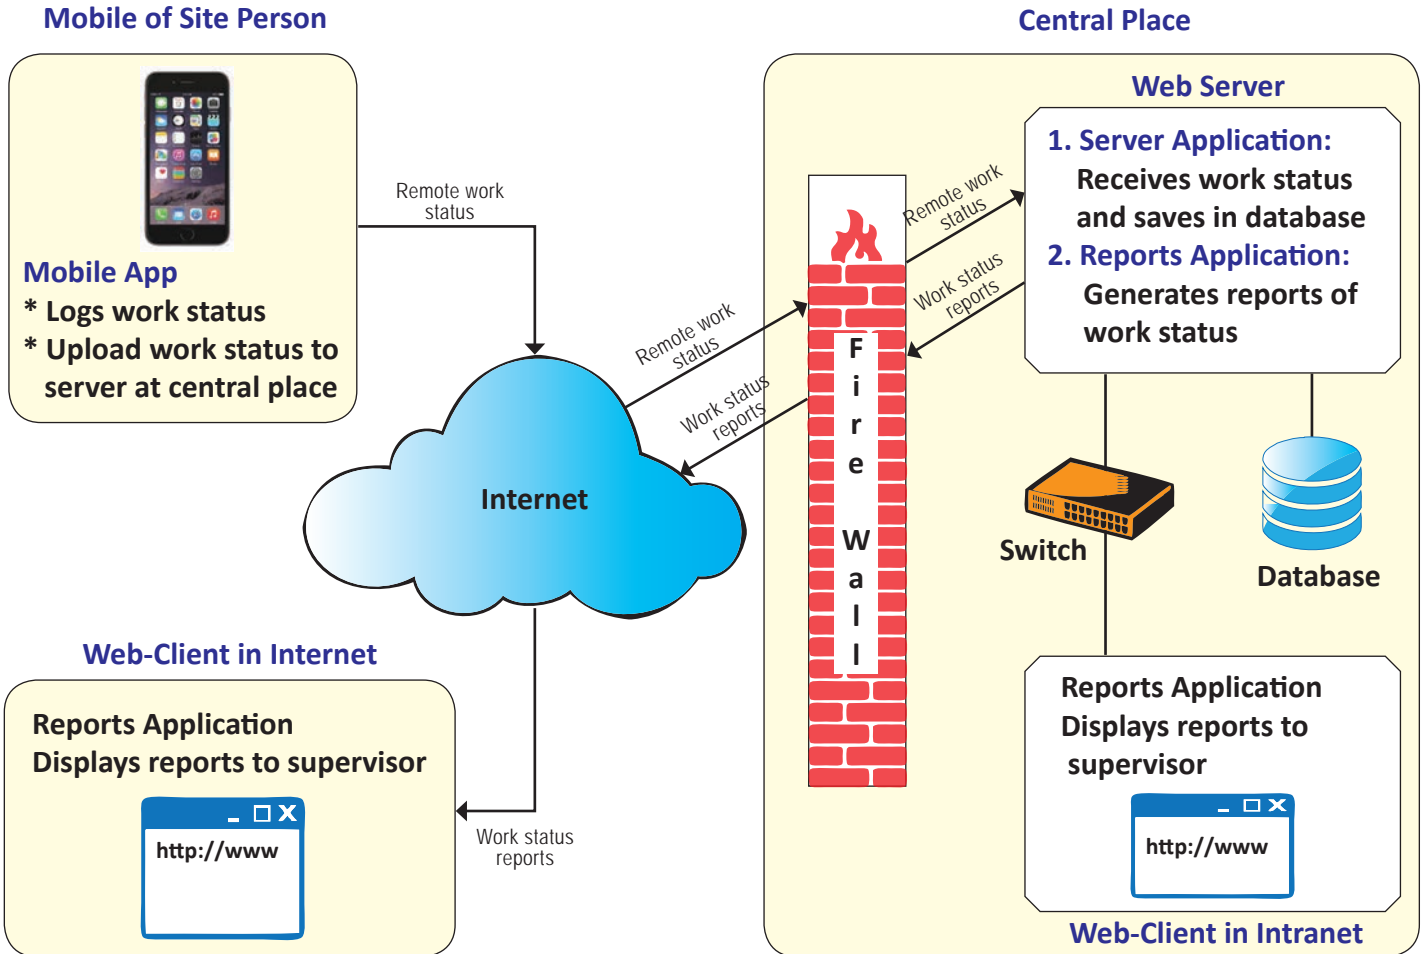 Mobile of Site Person
Mobile App
* Logs work status
* Upload work status to
server at central place
Remote work
status
Internet
Remote work
status
Work status
reports
Web-Client in Internet
Reports Application
Displays reports to supervisor
http://www
Work status
reports
Central Place
Fire Wall
Remote work
status
Work status
reports
Web Server
1. Server Application:
Receives work status
and saves in database
2. Reports Application:
Generates reports of
work status
Switch
Database
Reports Application
Displays reports to
supervisor
http://www
Web-Client in Intranet